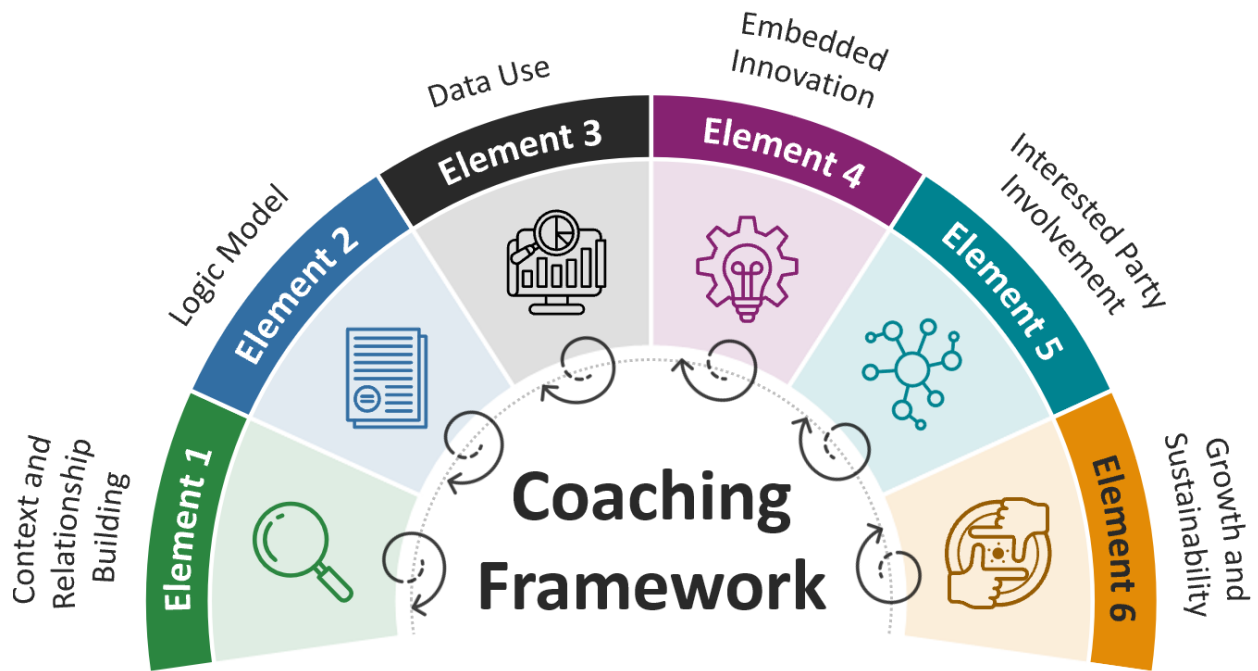 Context and
Relationship
Building
Element 1
Logic Model
Element 2
Data Use
Element 3
Embedded
Innovation
Element 4
Interested Party
Involvement
Element 5
Growth and
Sustainability
Element 6
Coaching
Framework